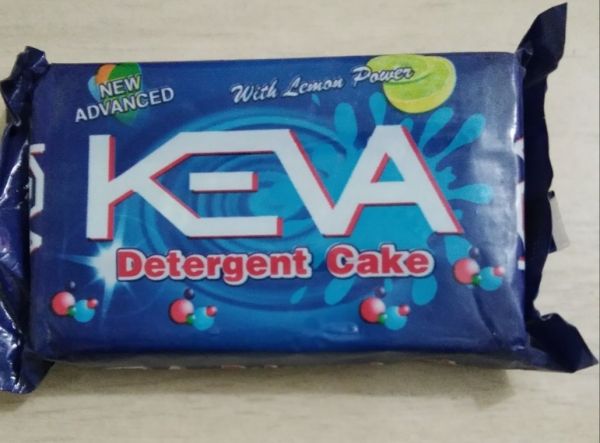 NEW
ADVANCED
With Lemon Power
KEVA
Detergent Cake